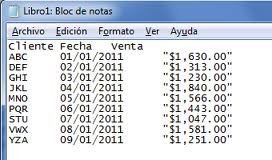 Libro1: Bloc de notas
Archivo Edición Formato Ver Ayuda
Cliente Fecha Venta
ABC 01/01/2011 "$1,630.00"
DEF 02/01/2011 "$1,313.00"
GHI 03/01/2011 "$1,230.00"
JKL 04/01/2011 "$1,840.00"
MNO 05/01/2011 "$1,566.00"
PQR 06/01/2011 "$1,443.00"
STU 07/01/2011 "$1,047.00"
VWX 08/01/2011 "$1,581.00"
YZA 09/01/2011 "$1,251.00"